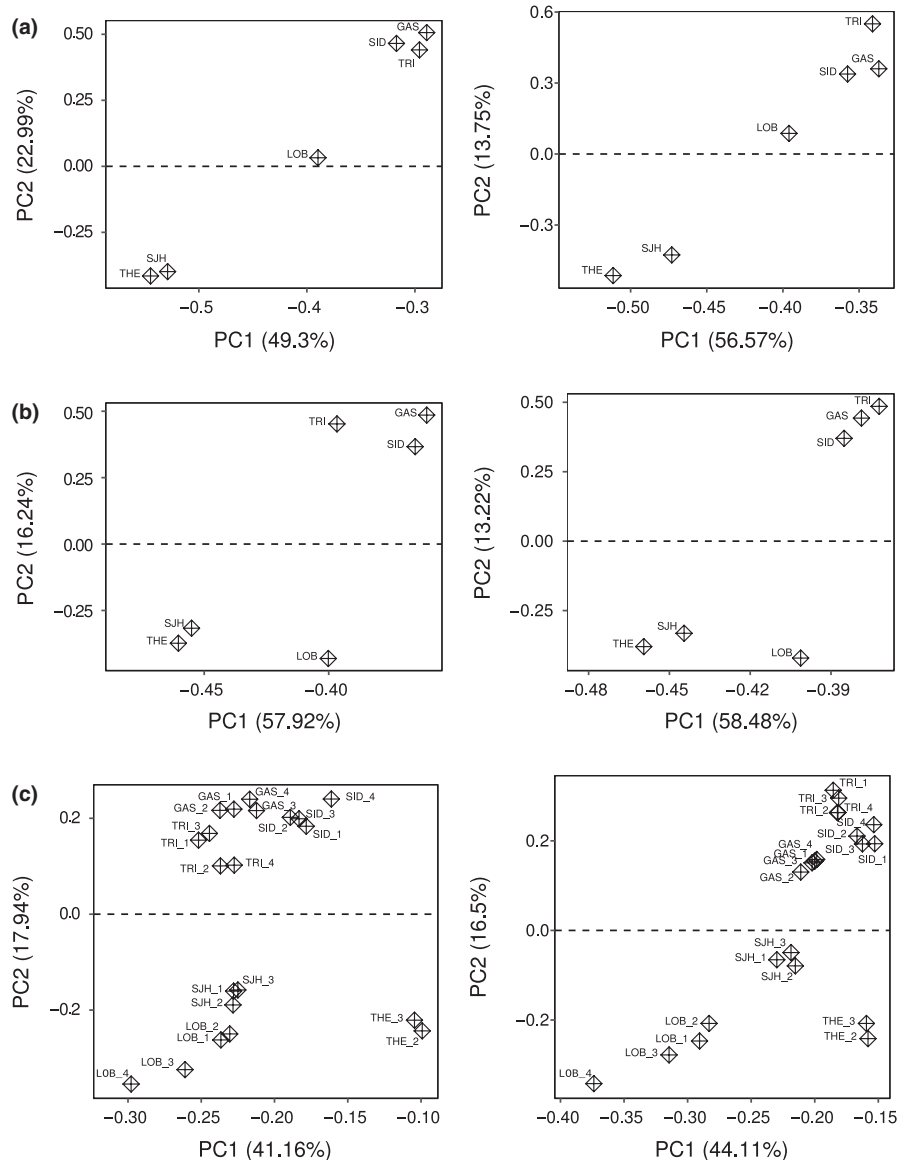 (a)
0.50
0.25
0.00
−0.25
PC2 (22.99%)
GAS
SID
TRI
LOB
SJH
THE
−0.5
−0.4
−0.3
PC1 (49.3%)
0.6
0.3
0.0
−0.3
PC2 (13.75%)
TRI
GAS
SID
LOB
SJH
THE
−0.50
−0.45
−0.40
−0.35
PC1 (56.57%)
(b)
0.50
0.25
0.00
−0.25
PC2 (16.24%)
GAS
TRI
SID
SJH
THE
LOB
−0.45
−0.40
PC1 (57.92%)
0.50
0.25
0.00
−0.25
PC2 (13.22%)
TRI
GAS
SID
SJH
THE
LOB
−0.48
−0.45
−0.42
−0.39
PC1 (58.48%)
(c)
0.2
0.0
−0.2
PC2 (17.94%)
GAS_1
GAS_4
GAS_2
GAS_3
SID_4
TRI_3
SID_3
SID_2
TRI_1
SID_1
TRI_2
TRI_4
SJH_1
SJH_3
SJH_2
LOB_2
LOB_1
THE_3
THE_2
LOB_3
L0B_4
−0.30
−0.25
−0.20
−0.15
−0.10
PC1 (41.16%)
0.2
0.0
−0.2
PC2 (16.5%)
TRI_1
TRI_3
TRI_2
TRI_4
SID_4
SID_2
GAS_4
GAS_1
SID_3
SID_1
GAS_3
GAS_2
SJH_3
SJH_1
SJH_2
LOB_2
THE_3
LOB_1
THE_2
LOB_3
L0B_4
−0.40
−0.35
−0.30
−0.25
−0.20
−0.15
PC1 (44.11%)